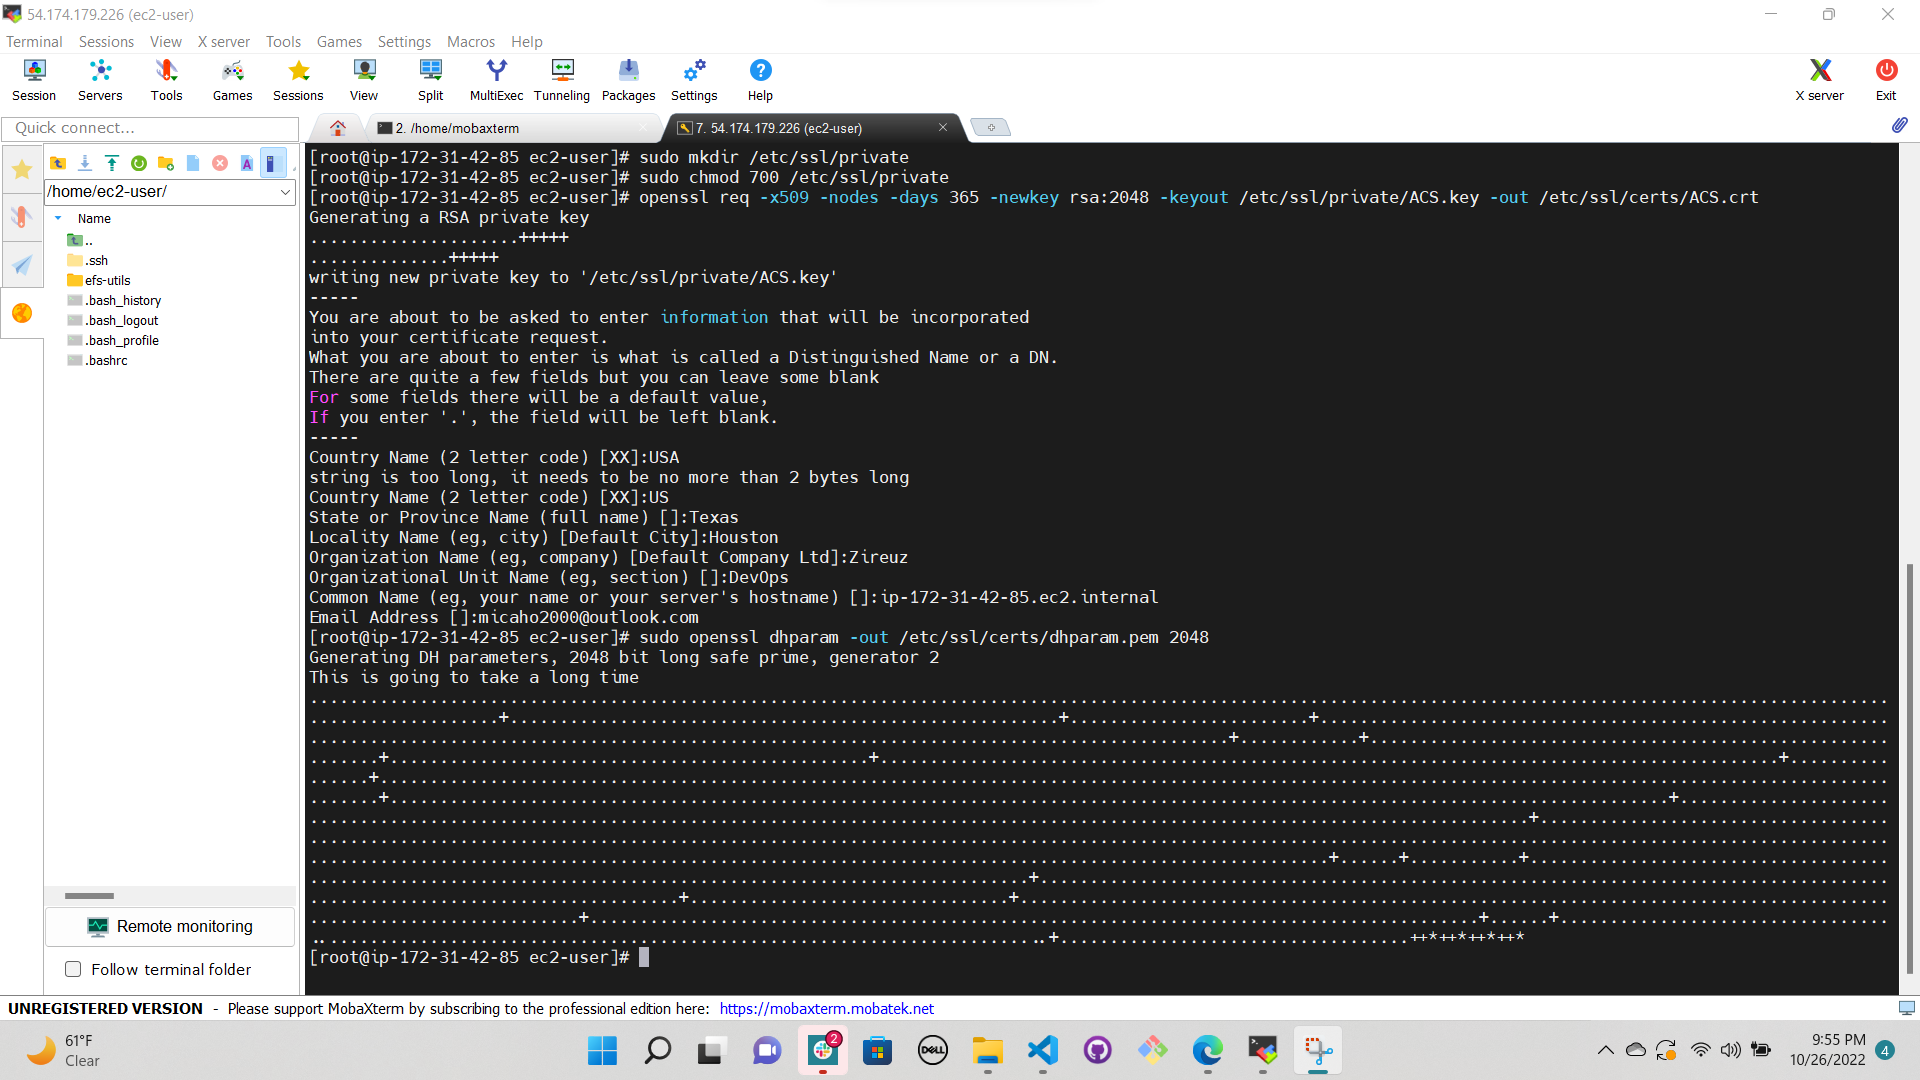 54.174.179.226 (ec2-user)
Terminal Sessions View X server Tools Games Settings Macros Help
Session Servers Tools Games Sessions View Split MultiExec Tunneling Packages Settings Help X server Exit
Quick connect...
2. /home/mobaxterm
7. 54.174.179.226 (ec2-user)
/home/ec2-user/
Name
..
.ssh
efs-utils
.bash_history
.bash_logout
.bash_profile
.bashrc
Remote monitoring
Follow terminal folder
[root@ip-172-31-42-85 ec2-user]# sudo mkdir /etc/ssl/private
[root@ip-172-31-42-85 ec2-user]# sudo chmod 700 /etc/ssl/private
[root@ip-172-31-42-85 ec2-user]# openssl req -x509 -nodes -days 365 -newkey rsa:2048 -keyout /etc/ssl/private/ACS.key -out /etc/ssl/certs/ACS.crt
Generating a RSA private key
.....................+++++
..............+++++
writing new private key to '/etc/ssl/private/ACS.key'
-----
You are about to be asked to enter information that will be incorporated
into your certificate request.
What you are about to enter is what is called a Distinguished Name or a DN.
There are quite a few fields but you can leave some blank
For some fields there will be a default value,
If you enter '.', the field will be left blank.
-----
Country Name (2 letter code) [XX]:USA
string is too long, it needs to be no more than 2 bytes long
Country Name (2 letter code) [XX]:US
State or Province Name (full name) []:Texas
Locality Name (eg, city) [Default City]:Houston
Organization Name (eg, company) [Default Company Ltd]:Zireuz
Organizational Unit Name (eg, section) []:DevOps
Common Name (eg, your name or your server's hostname) []:ip-172-31-42-85.ec2.internal
Email Address []:micaho2000@outlook.com
[root@ip-172-31-42-85 ec2-user]# sudo openssl dhparam -out /etc/ssl/certs/dhparam.pem 2048
Generating DH parameters, 2048 bit long safe prime, generator 2
This is going to take a long time
++*++*++*++*
[root@ip-172-31-42-85 ec2-user]#
UNREGISTERED VERSION - Please support MobaXterm by subscribing to the professional edition here: https://mobaxterm.mobatek.net
61°F
Clear
2
DELL
9:55 PM
10/26/2022
4